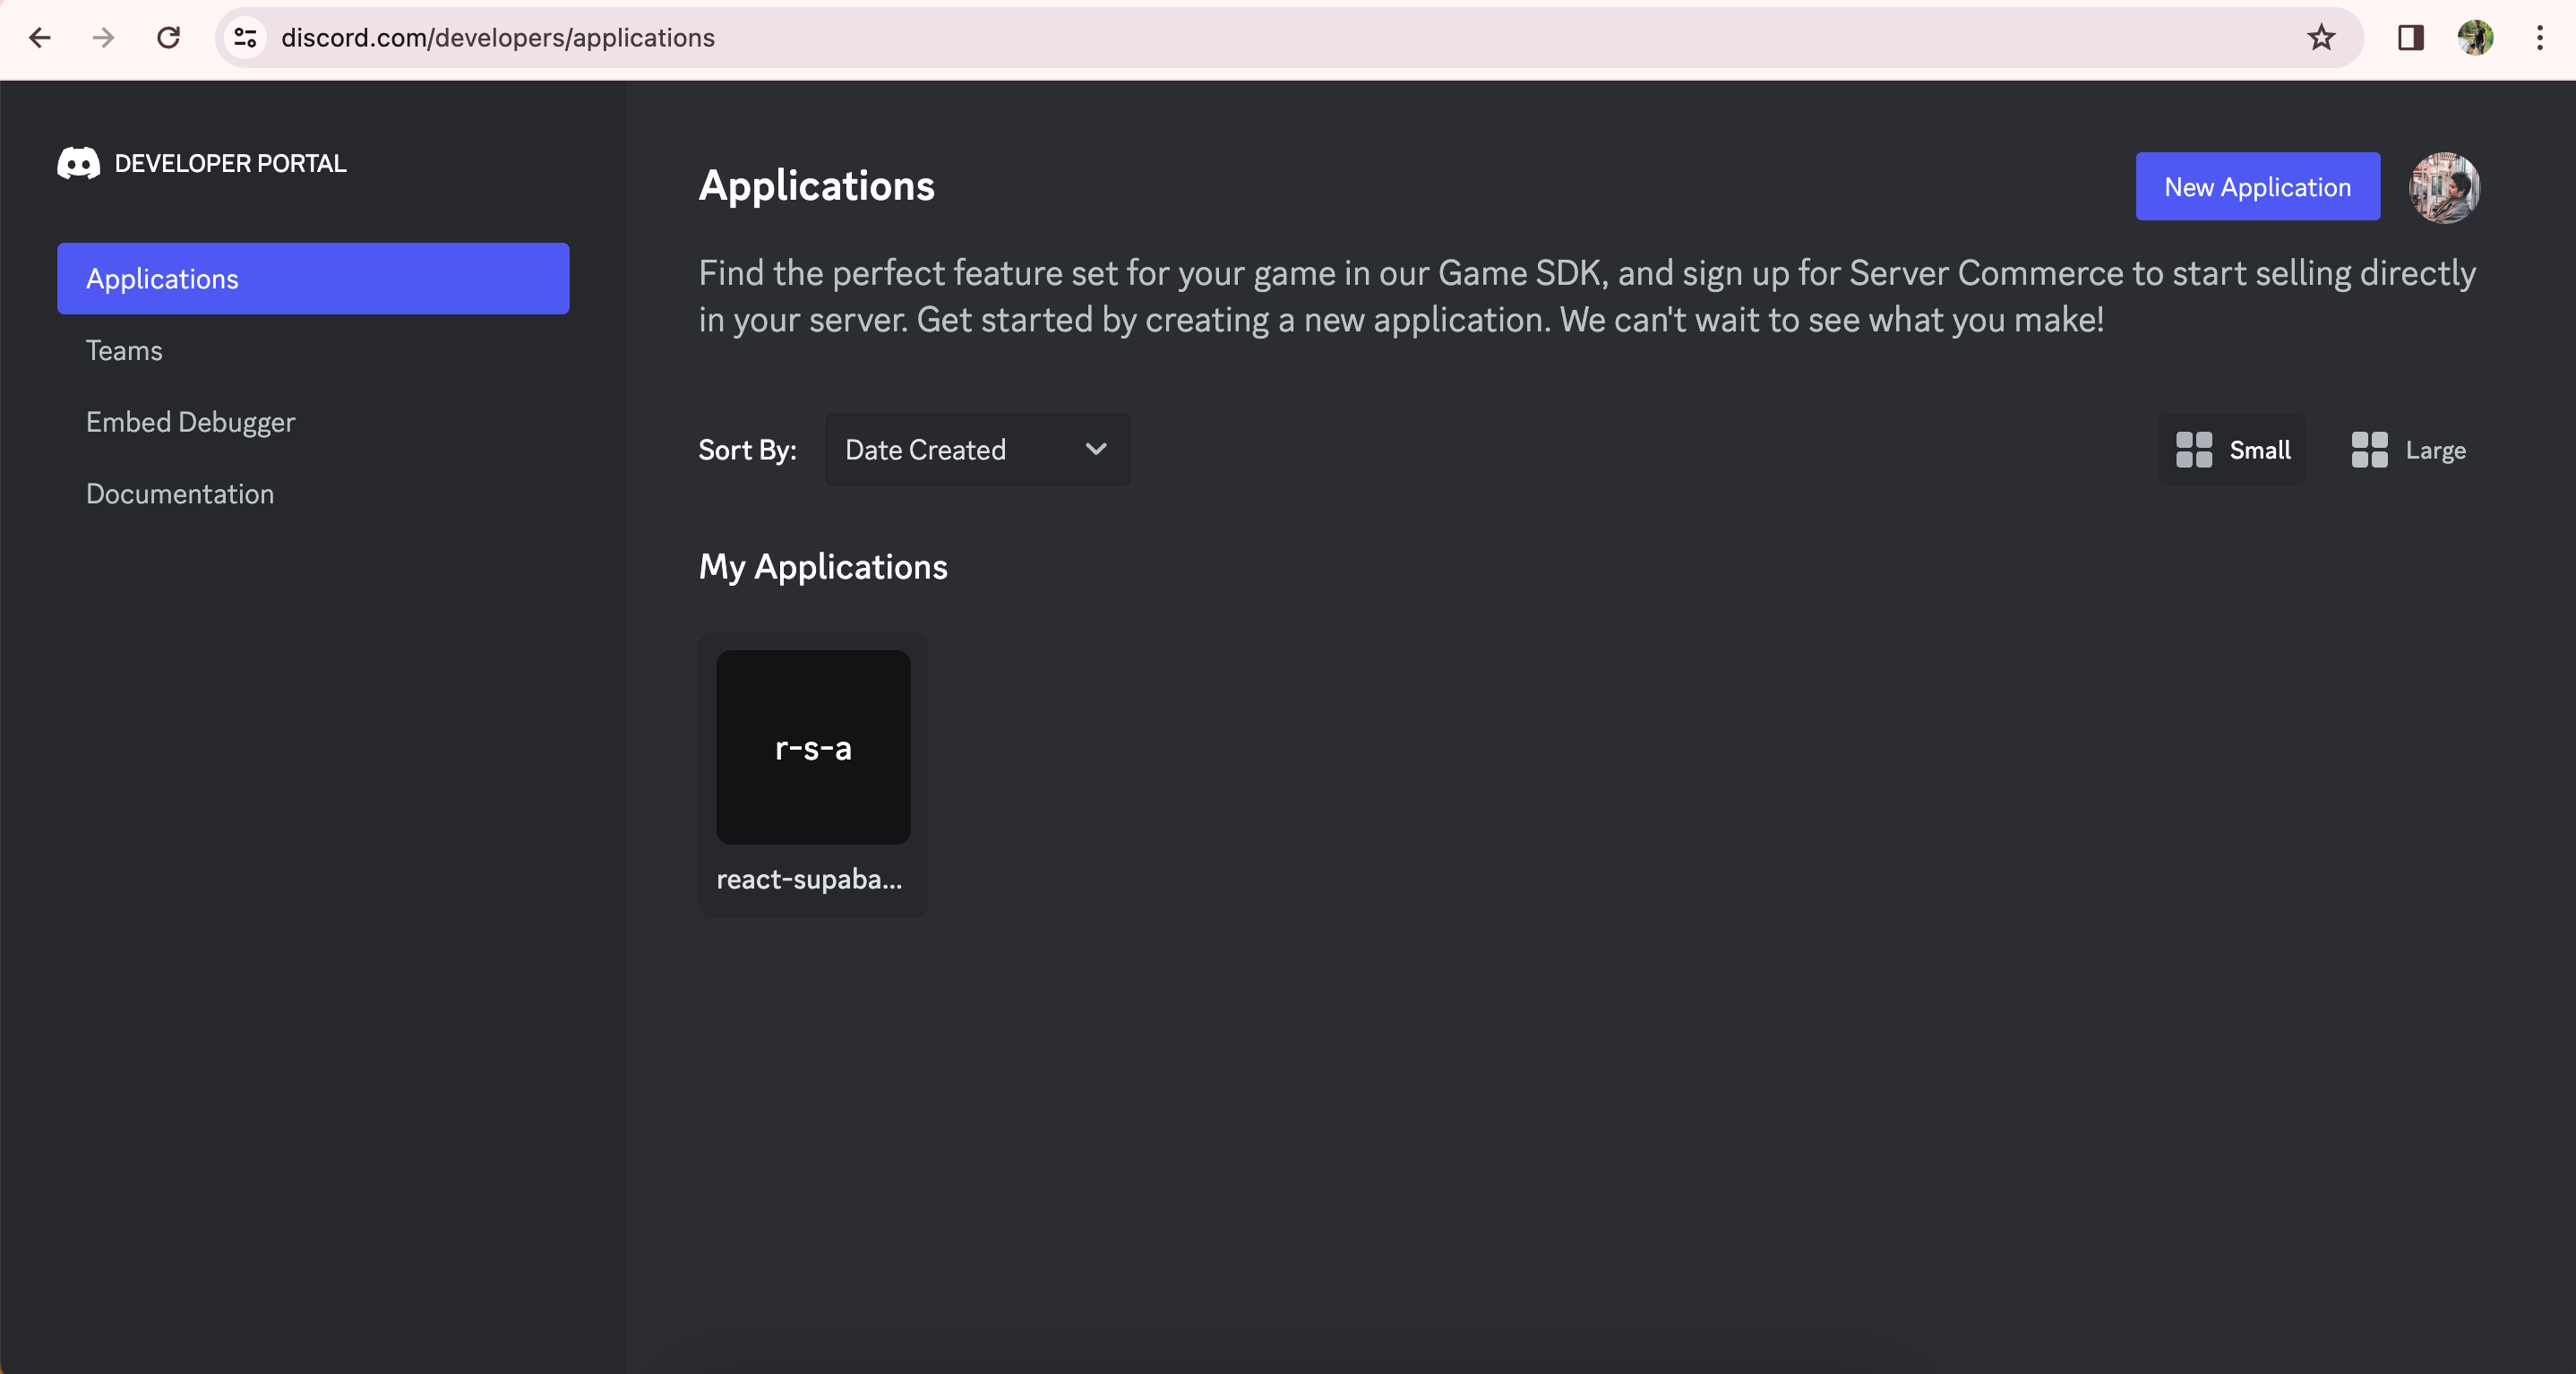 discord.com/developers/applications
DEVELOPER PORTAL
Applications
Teams
Embed Debugger
Documentation
Applications
New Application
Find the perfect feature set for your game in our Game SDK, and sign up for Server Commerce to start selling directly
in your server. Get started by creating a new application. We can't wait to see what you make!
Sort By:
Date Created
Small
Large
My Applications
r-s-a
react-supaba...